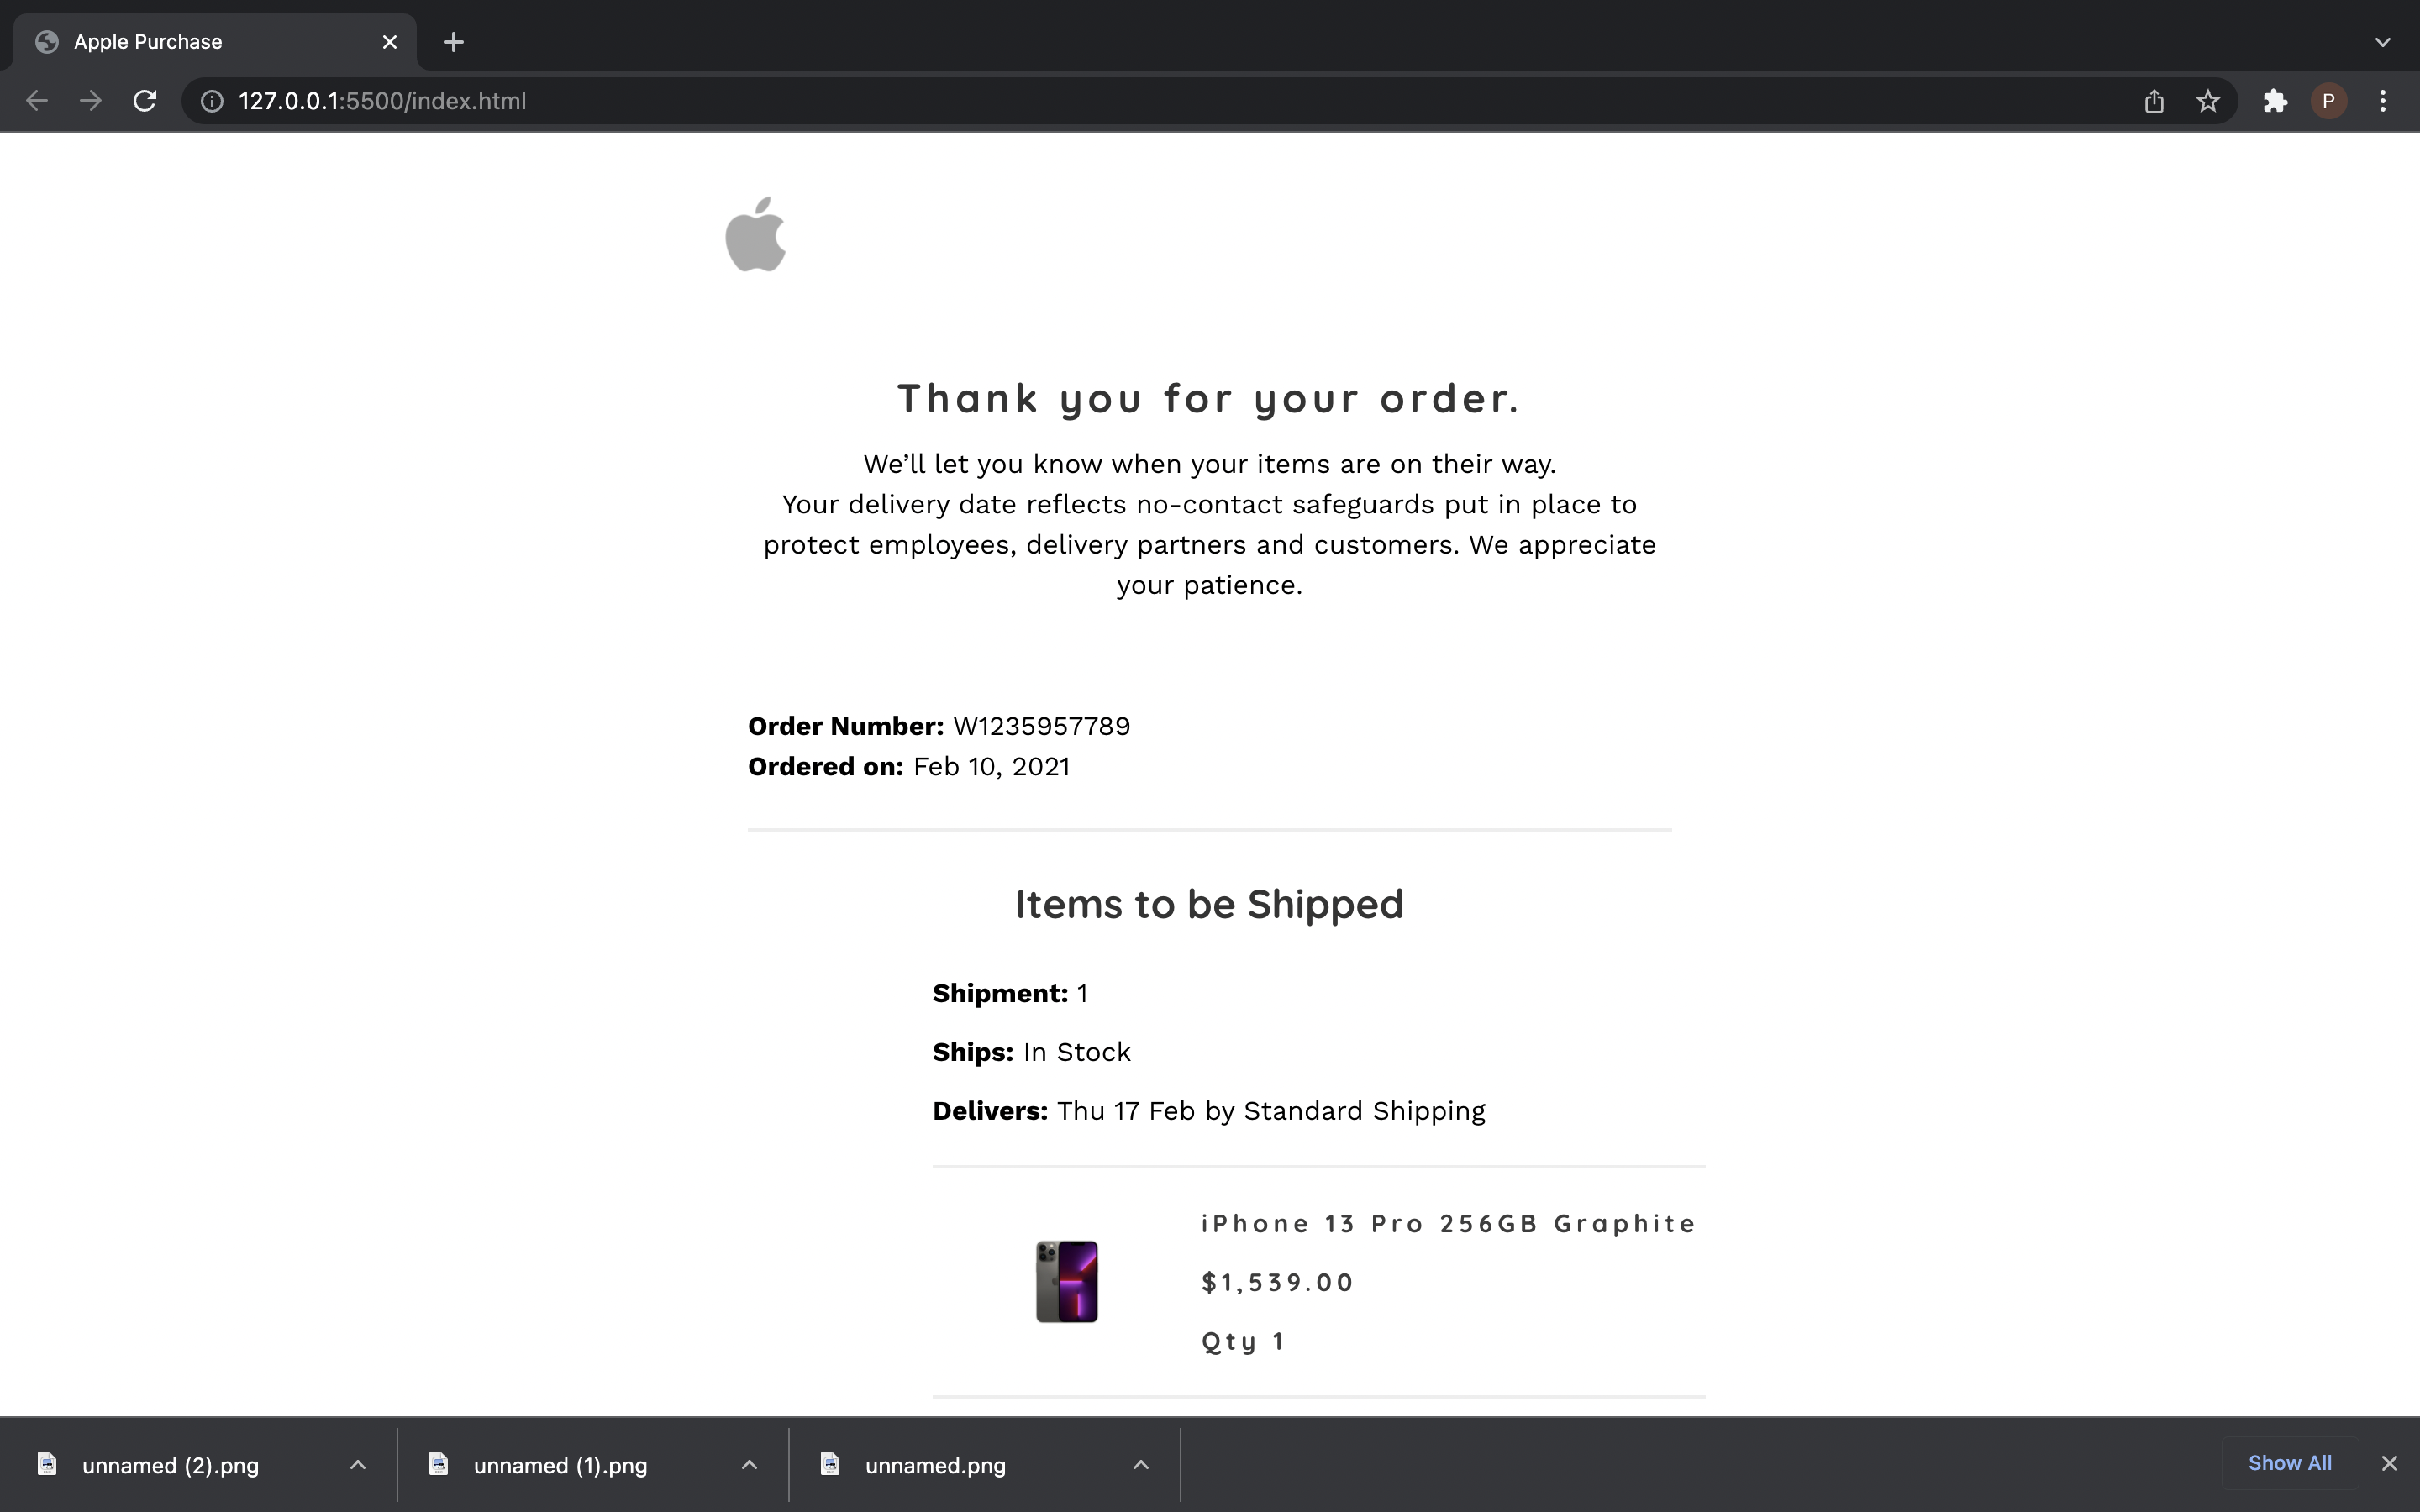 Apple Purchase
127.0.0.1:5500/index.html
P
Thank you for your order.
We’ll let you know when your items are on their way.
Your delivery date reflects no-contact safeguards put in place to
protect employees, delivery partners and customers. We appreciate
your patience.
Order Number: W1235957789
Ordered on: Feb 10, 2021
Items to be Shipped
Shipment: 1
Ships: In Stock
Delivers: Thu 17 Feb by Standard Shipping
iPhone 13 Pro 256GB Graphite
$1,539.00
Qty 1
unnamed (2).png
unnamed (1).png
unnamed.png
Show All